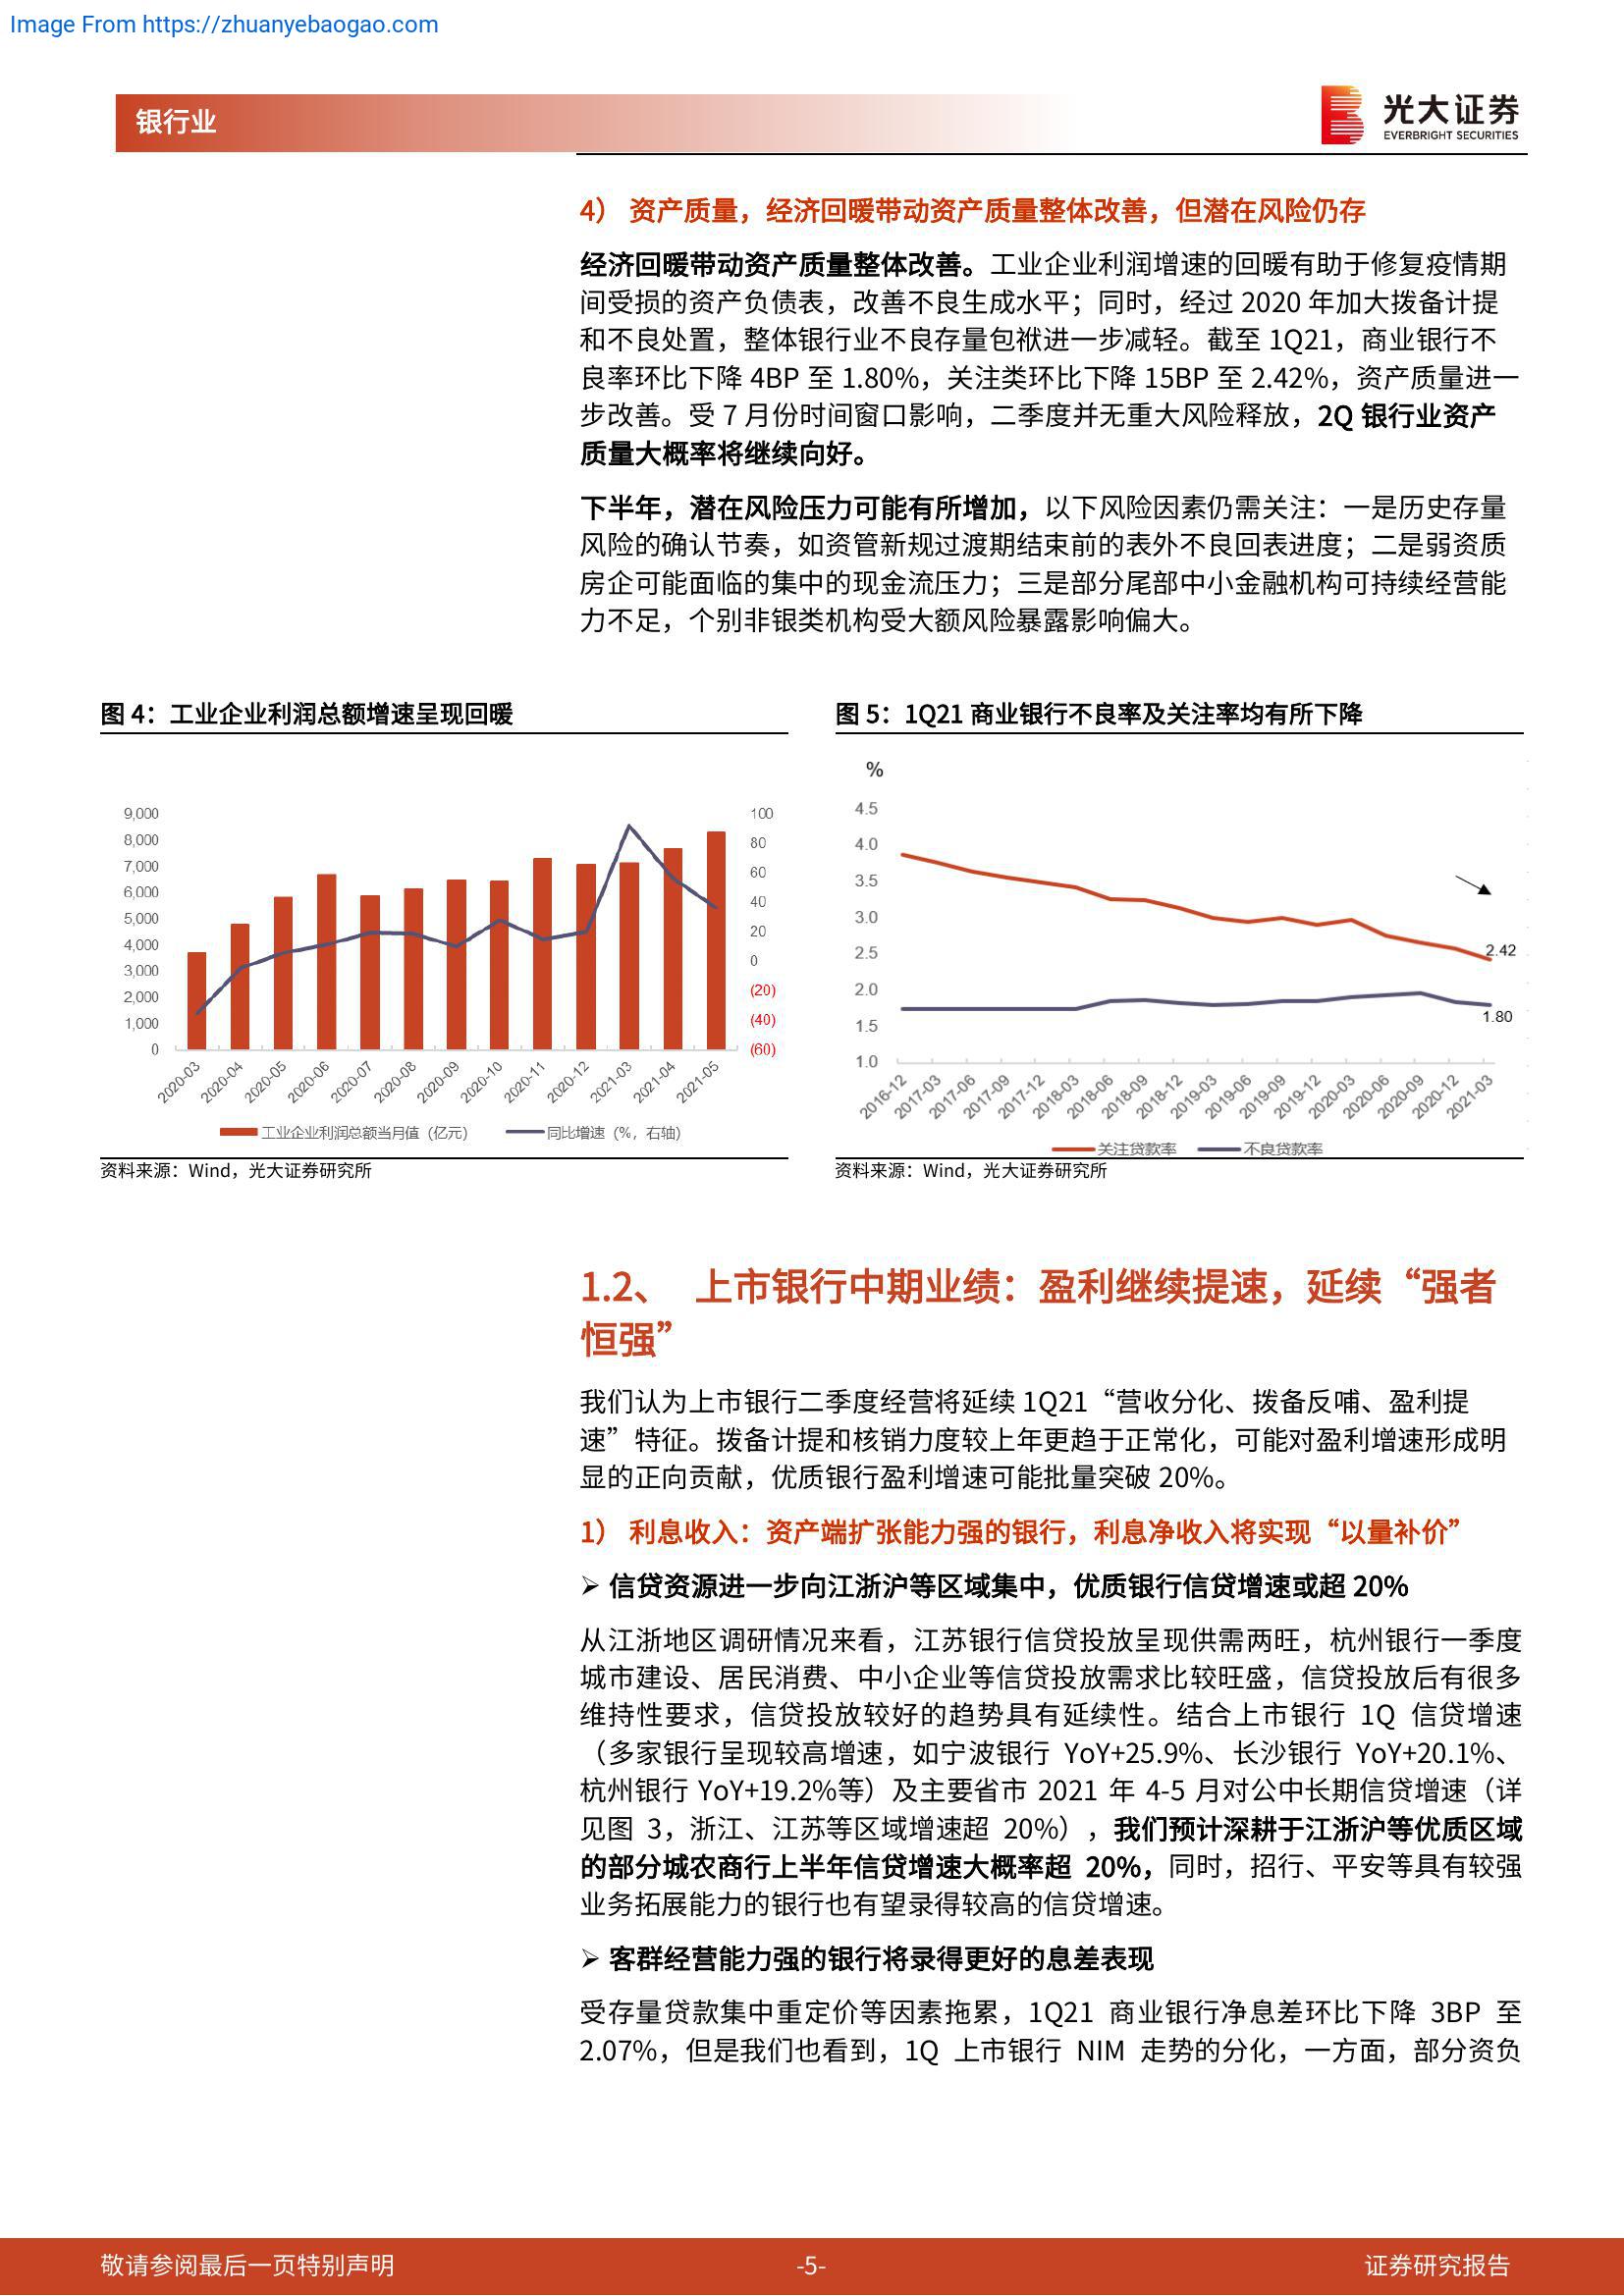 Image From https://zhuanyebaogao.com
银行业
光大证券
EVERBRIGHT SECURITIES
4） 资产质量，经济回暖带动资产质量整体改善，但潜在风险仍存
经济回暖带动资产质量整体改善。工业企业利润增速的回暖有助于修复疫情期
间受损的资产负债表，改善不良生成水平；同时，经过 2020 年加大拨备计提
和不良处置，整体银行业不良存量包袱进一步减轻。截至 1Q21，商业银行不
良率环比下降 4BP 至 1.80%，关注类环比下降 15BP 至 2.42%，资产质量进一
步改善。受 7 月份时间窗口影响，二季度并无重大风险释放，2Q 银行业资产
质量大概率将继续向好。
下半年，潜在风险压力可能有所增加，以下风险因素仍需关注：一是历史存量
风险的确认节奏，如资管新规过渡期结束前的表外不良回表进度；二是弱资质
房企可能面临的集中的现金流压力；三是部分尾部中小金融机构可持续经营能
力不足，个别非银类机构受大额风险暴露影响偏大。
图 4：工业企业利润总额增速呈现回暖
9,000
8,000
7,000
6,000
5,000
4,000
3,000
2,000
1,000
0
100
80
60
40
20
0
(20)
(40)
(60)
2020-03
2020-04
2020-05
2020-06
2020-07
2020-08
2020-09
2020-10
2020-11
2020-12
2021-03
2021-04
2021-05
工业企业利润总额当月值（亿元） 同比增速（%，右轴）
资料来源：Wind，光大证券研究所
图 5：1Q21 商业银行不良率及关注率均有所下降
%
4.5
4.0
3.5
3.0
2.5
2.0
1.5
1.0
2.42
1.80
2016-12
2017-03
2017-06
2017-09
2017-12
2018-03
2018-06
2018-09
2018-12
2019-03
2019-06
2019-09
2019-12
2020-03
2020-06
2020-09
2020-12
2021-03
关注贷款率 不良贷款率
资料来源：Wind，光大证券研究所
1.2、 上市银行中期业绩：盈利继续提速，延续“强者
恒强”
我们认为上市银行二季度经营将延续 1Q21“营收分化、拨备反哺、盈利提
速”特征。拨备计提和核销力度较上年更趋于正常化，可能对盈利增速形成明
显的正向贡献，优质银行盈利增速可能批量突破 20%。
1） 利息收入：资产端扩张能力强的银行，利息净收入将实现“以量补价”
➢ 信贷资源进一步向江浙沪等区域集中，优质银行信贷增速或超 20%
从江浙地区调研情况来看，江苏银行信贷投放呈现供需两旺，杭州银行一季度
城市建设、居民消费、中小企业等信贷投放需求比较旺盛，信贷投放后有很多
维持性要求，信贷投放较好的趋势具有延续性。结合上市银行 1Q 信贷增速
（多家银行呈现较高增速，如宁波银行 YoY+25.9%、长沙银行 YoY+20.1%、
杭州银行 YoY+19.2%等）及主要省市 2021 年 4-5 月对公中长期信贷增速（详
见图 3，浙江、江苏等区域增速超 20%），我们预计深耕于江浙沪等优质区域
的部分城农商行上半年信贷增速大概率超 20%，同时，招行、平安等具有较强
业务拓展能力的银行也有望录得较高的信贷增速。
➢ 客群经营能力强的银行将录得更好的息差表现
受存量贷款集中重定价等因素拖累，1Q21 商业银行净息差环比下降 3BP 至
2.07%，但是我们也看到，1Q 上市银行 NIM 走势的分化，一方面，部分资负
敬请参阅最后一页特别声明
-5-
证券研究报告